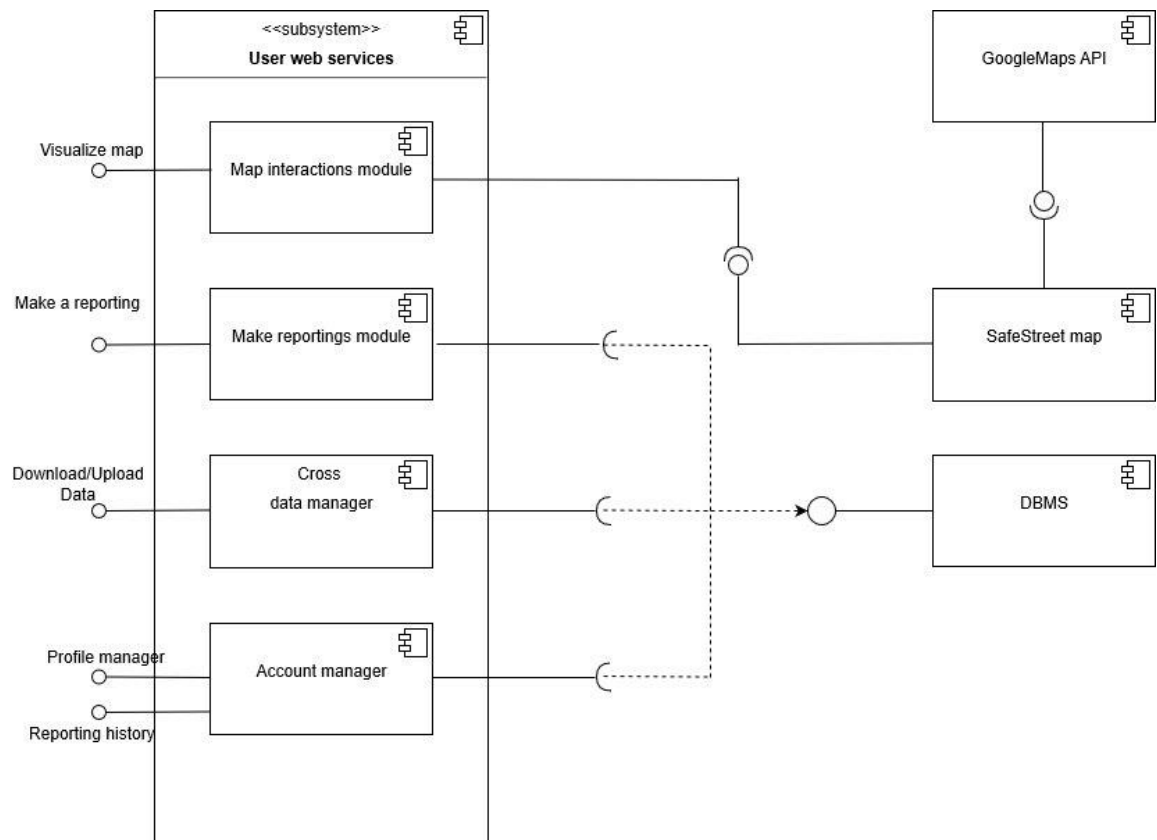 <<subsystem>>
User web services
GoogleMaps API
Visualize map
Map interactions module
Make a reporting
Make reportings module
SafeStreet map
Download/Upload
Data
Cross
data manager
DBMS
Profile manager
Account manager
Reporting history